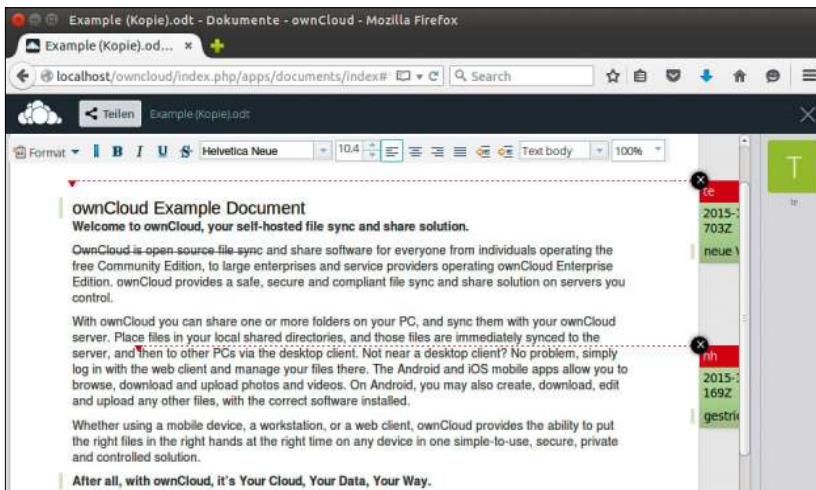 Example (Kopie).odt - Dokumente - ownCloud - Mozilla Firefox
Example (Kopie).od...
localhost/owncloud/index.php/apps/documents/index#
Search
Teilen
Example (Kopie).odt
Format
B I U S
Helvetica Neue
10.4
Text body
100%
T
te
te
2015-1
703Z
neue V
ownCloud Example Document
Welcome to ownCloud, your self-hosted file sync and share solution.
OwnCloud is open source file sync and share software for everyone from individuals operating the
free Community Edition, to large enterprises and service providers operating ownCloud Enterprise
Edition. ownCloud provides a safe, secure and compliant file sync and share solution on servers you
control.
With ownCloud you can share one or more folders on your PC, and sync them with your ownCloud
server. Place files in your local shared directories, and those files are immediately synced to the
server, and then to other PCs via the desktop client. Not near a desktop client? No problem, simply
log in with the web client and manage your files there. The Android and iOS mobile apps allow you to
browse, download and upload photos and videos. On Android, you may also create, download, edit
and upload any other files, with the correct software installed.
nh
2015-1
169Z
gestri
Whether using a mobile device, a workstation, or a web client, ownCloud provides the ability to put
the right files in the right hands at the right time on any device in one simple-to-use, secure, private
and controlled solution.
After all, with ownCloud, it's Your Cloud, Your Data, Your Way.